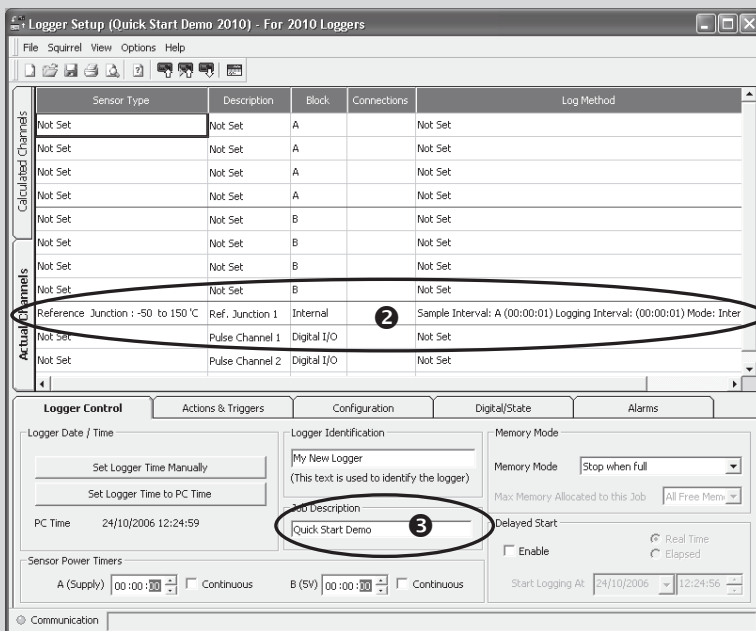 Logger Setup (Quick Start Demo 2010) - For 2010 Loggers
File Squirrel View Options Help
Sensor Type Description Block Connections Log Method
Calculated Channels
Actual Channels
Not Set Not Set A Not Set
Not Set Not Set A Not Set
Not Set Not Set A Not Set
Not Set Not Set A Not Set
Not Set Not Set B Not Set
Not Set Not Set B Not Set
Not Set Not Set B Not Set
Not Set Not Set B Not Set
Reference Junction : -50 to 150 'C Ref. Junction 1 Internal ❷ Sample Interval: A (00:00:01) Logging Interval: (00:00:01) Mode: Inter
Not Set Pulse Channel 1 Digital I/O Not Set
Not Set Pulse Channel 2 Digital I/O Not Set
Logger Control Actions & Triggers Configuration Digital/State Alarms
Logger Date / Time
Set Logger Time Manually
Set Logger Time to PC Time
PC Time 24/10/2006 12:24:59
Logger Identification
My New Logger
(This text is used to identify the logger)
Job Description
Quick Start Demo ❸
Memory Mode
Memory Mode Stop when full
Max Memory Allocated to this Job All Free Mem
Delayed Start
Enable Real Time
Elapsed
Start Logging At 24/10/2006 12:24:56
Sensor Power Timers
A (Supply) 00:00:00 Continuous B (5V) 00:00:00 Continuous
Communication